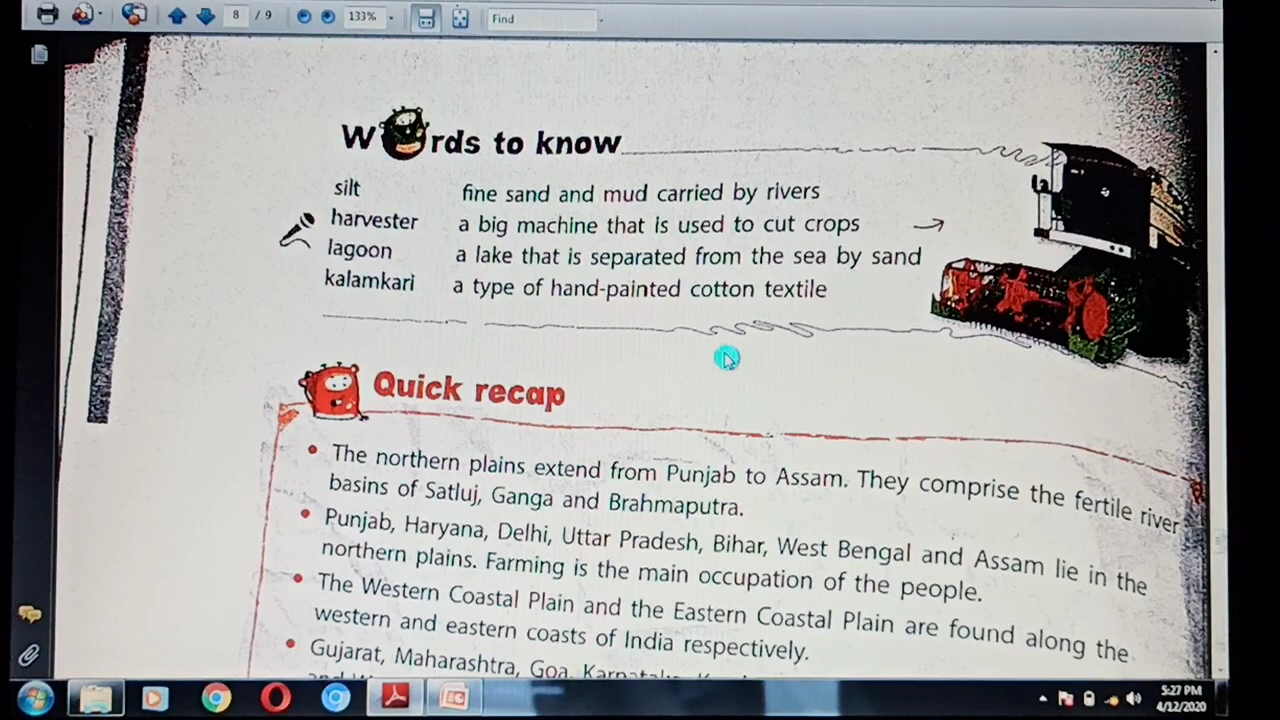 8 / 9 133% Find
Words to know
silt fine sand and mud carried by rivers
harvester a big machine that is used to cut crops
lagoon a lake that is separated from the sea by sand
kalamkari a type of hand-painted cotton textile
Quick recap
• The northern plains extend from Punjab to Assam. They comprise the fertile river
basins of Satluj, Ganga and Brahmaputra.
• Punjab, Haryana, Delhi, Uttar Pradesh, Bihar, West Bengal and Assam lie in the
northern plains. Farming is the main occupation of the people.
• The Western Coastal Plain and the Eastern Coastal Plain are found along the
western and eastern coasts of India respectively.
• Gujarat, Maharashtra, Goa,
5:27 PM
4/12/2020